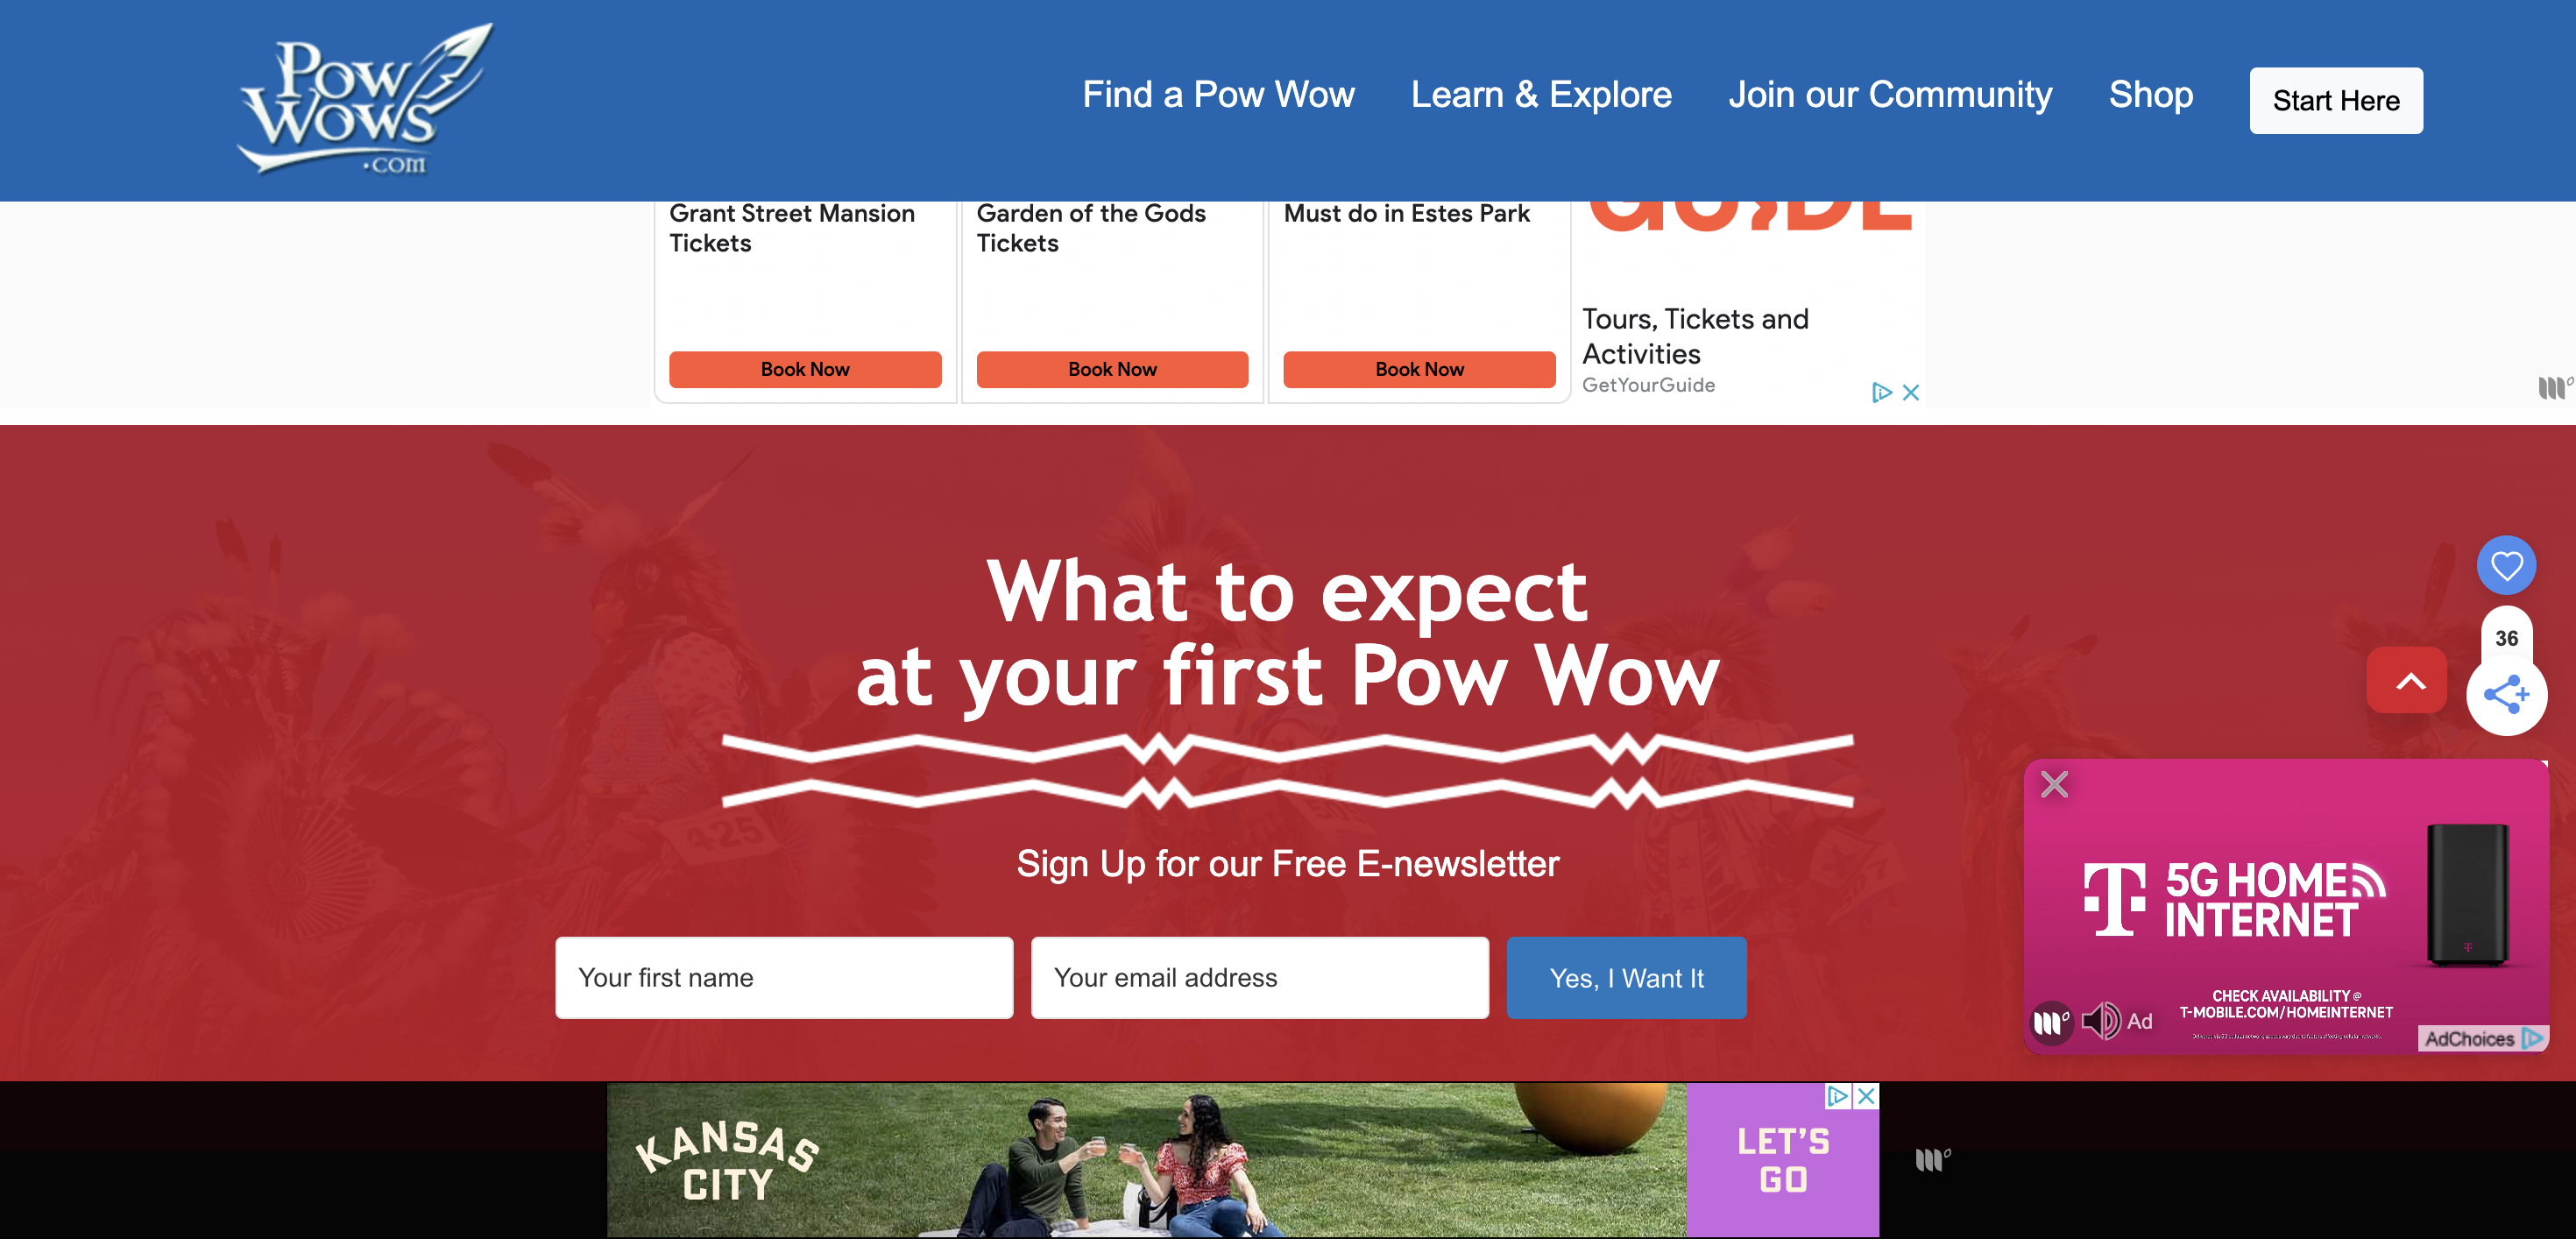 Pow
Wows
.com
Find a Pow Wow
Learn & Explore
Join our Community
Shop
Start Here
Grant Street Mansion
Tickets
Book Now
Garden of the Gods
Tickets
Book Now
Must do in Estes Park
Book Now
GUIDE
Tours, Tickets and
Activities
GetYourGuide
What to expect
at your first Pow Wow
425
Sign Up for our Free E-newsletter
Your first name
Your email address
Yes, I Want It
36
T 5G HOME
INTERNET
CHECK AVAILABILITY @
T-MOBILE.COM/HOMEINTERNET
Ad
AdChoices
KANSAS
CITY
LET'S
GO